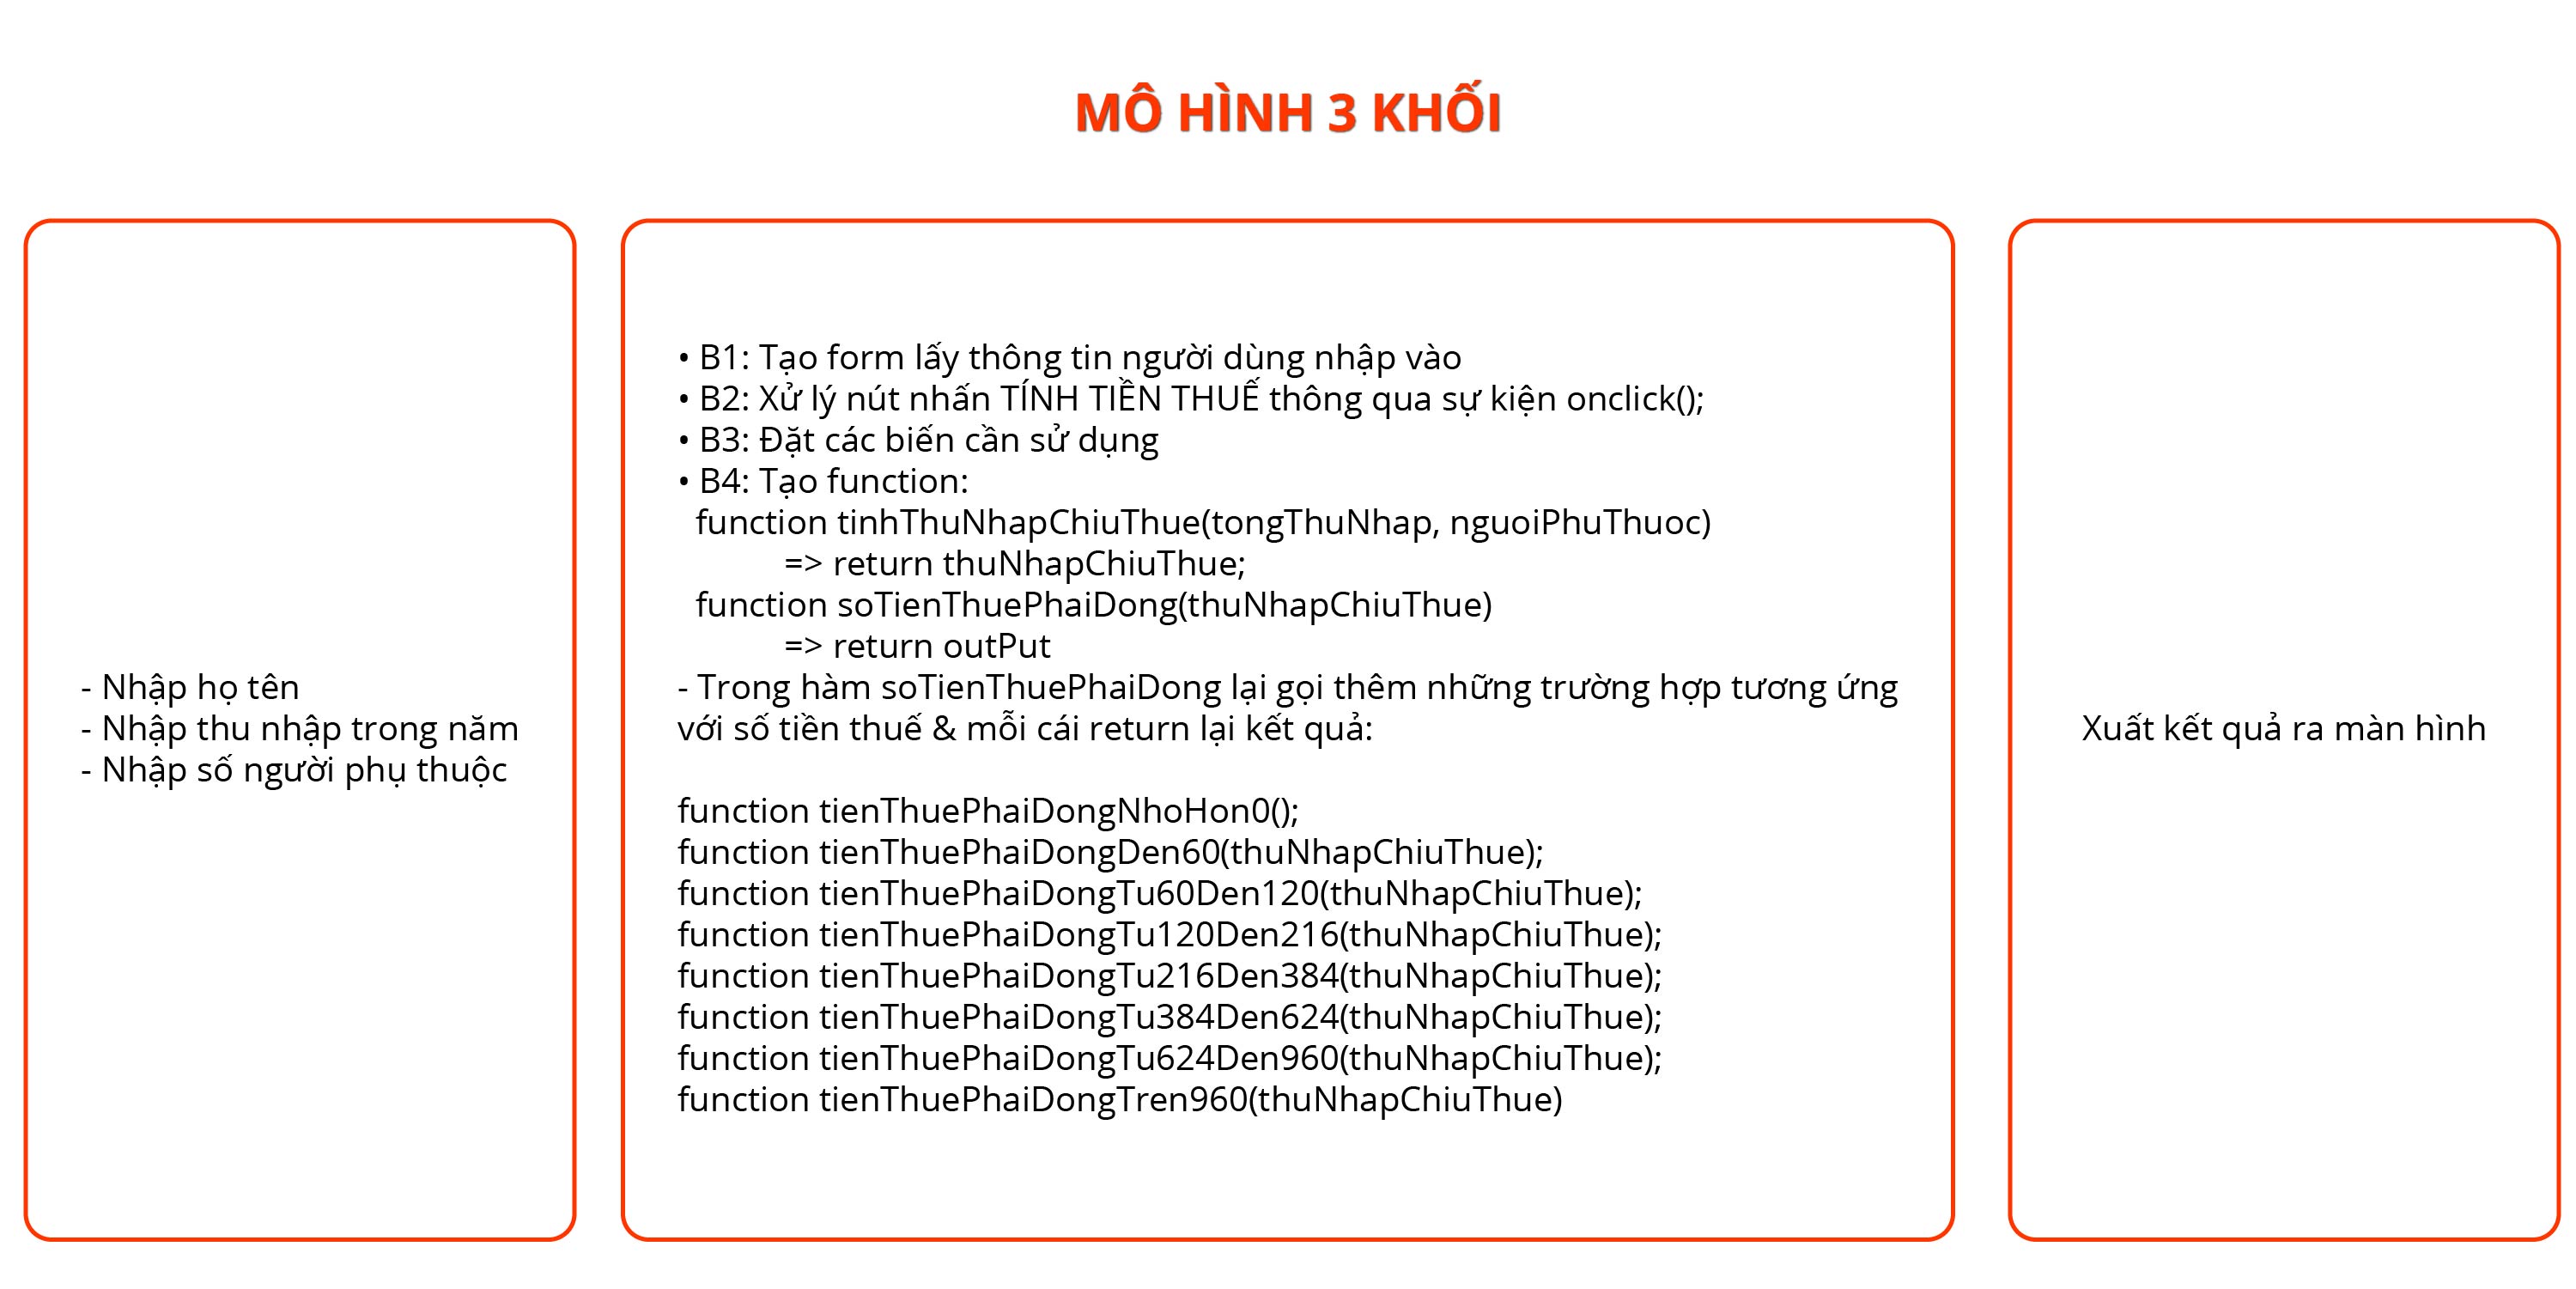 MÔ HÌNH 3 KHỐI
- Nhập họ tên
- Nhập thu nhập trong năm
- Nhập số người phụ thuộc
• B1: Tạo form lấy thông tin người dùng nhập vào
• B2: Xử lý nút nhấn TÍNH TIỀN THUẾ thông qua sự kiện onclick();
• B3: Đặt các biến cần sử dụng
• B4: Tạo function:
function tinhThuNhapChiuThue(tongThuNhap, nguoiPhuThuoc)
=> return thuNhapChiuThue;
function soTienThuePhaiDong(thuNhapChiuThue)
=> return outPut
- Trong hàm soTienThuePhaiDong lại gọi thêm những trường hợp tương ứng
với số tiền thuế & mỗi cái return lại kết quả:
function tienThuePhaiDongNhoHon0();
function tienThuePhaiDongDen60(thuNhapChiuThue);
function tienThuePhaiDongTu60Den120(thuNhapChiuThue);
function tienThuePhaiDongTu120Den216(thuNhapChiuThue);
function tienThuePhaiDongTu216Den384(thuNhapChiuThue);
function tienThuePhaiDongTu384Den624(thuNhapChiuThue);
function tienThuePhaiDongTu624Den960(thuNhapChiuThue);
function tienThuePhaiDongTren960(thuNhapChiuThue)
Xuất kết quả ra màn hình